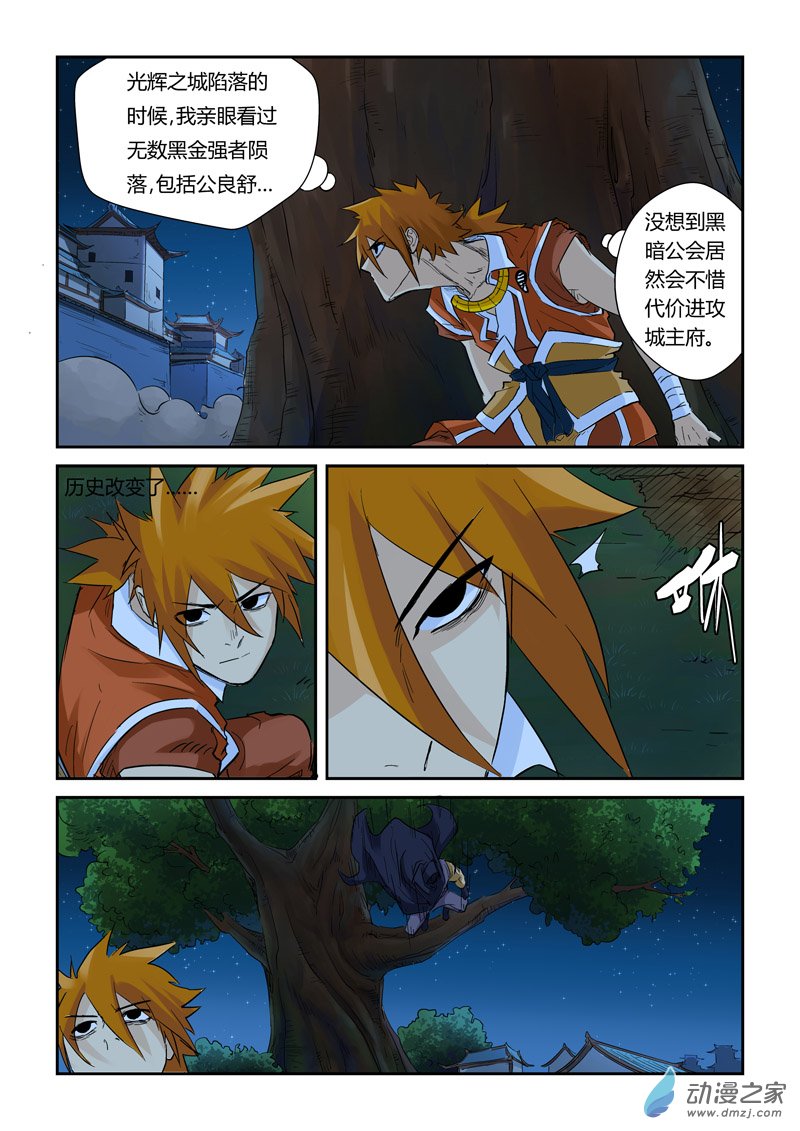 光辉之城陷落的
时候,我亲眼看过
无数黑金强者陨
落,包括公良舒...
没想到黑
暗公会居
然会不惜
代价进攻
城主府。
历史改变了......
咻
动漫之家
www.dmzj.com